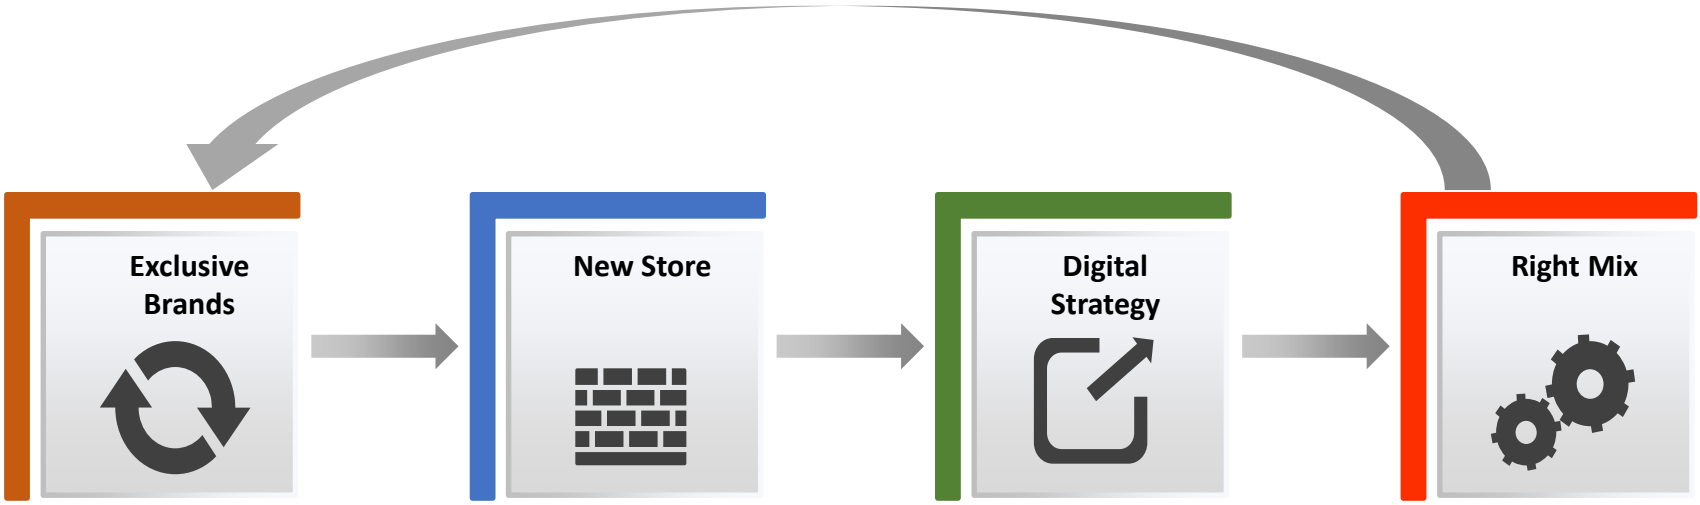 Exclusive
Brands
New Store
Digital
Strategy
Right Mix